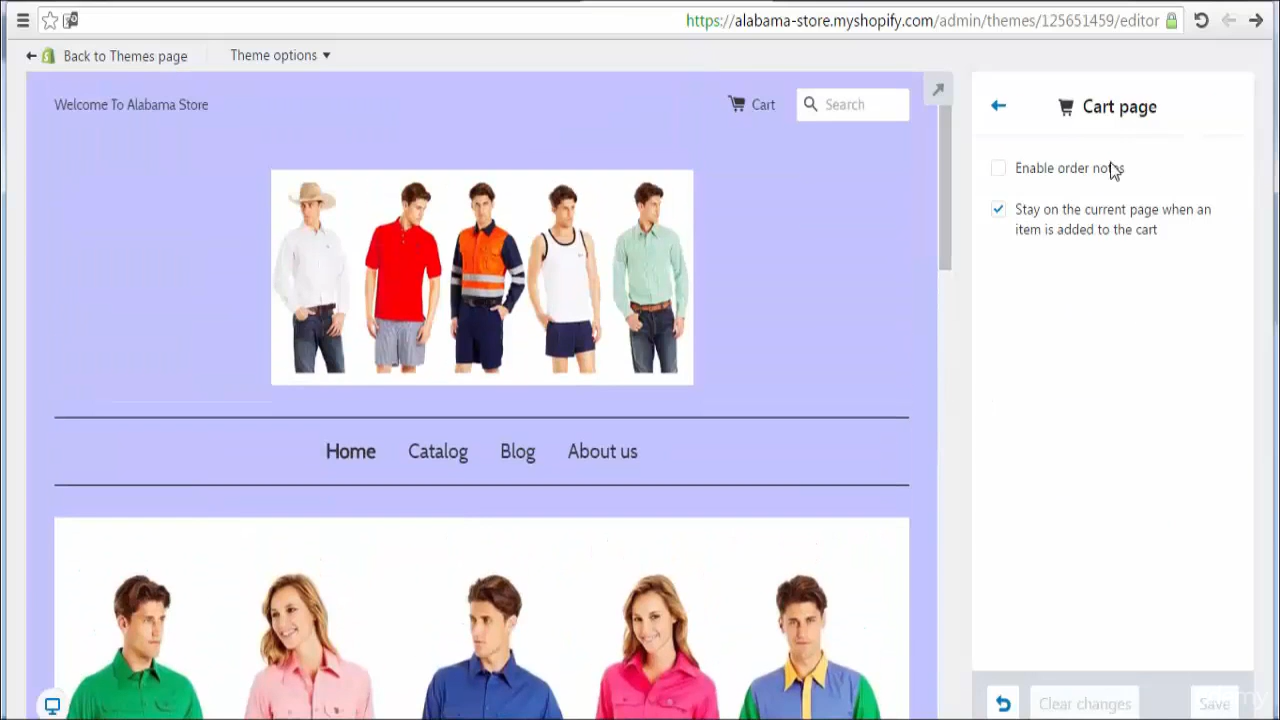 https://alabama-store.myshopify.com/admin/themes/125651459/editor
Back to Themes page
Theme options
Welcome To Alabama Store
Cart
Search
Cart page
Enable order notes
Stay on the current page when an
item is added to the cart
Home
Catalog
Blog
About us
Clear changes
Save